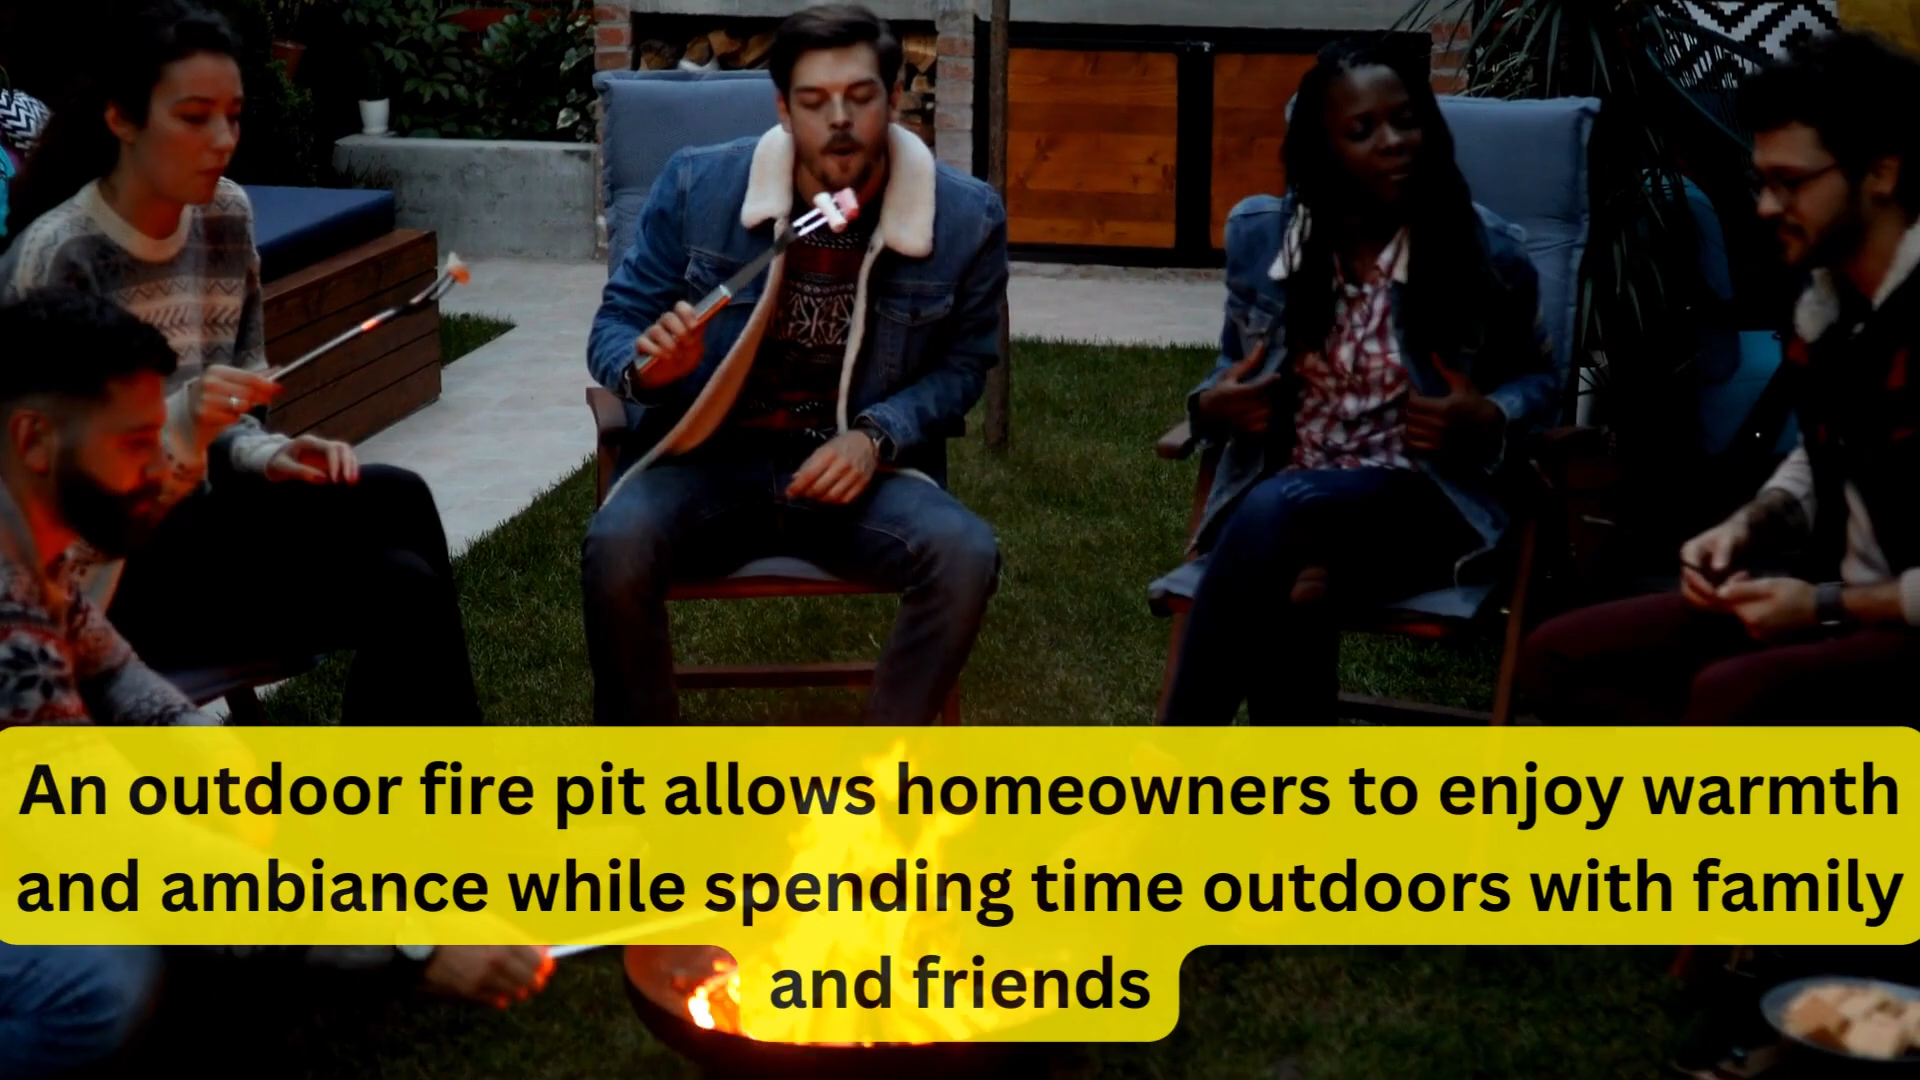 An outdoor fire pit allows homeowners to enjoy warmth
and ambiance while spending time outdoors with family
and friends